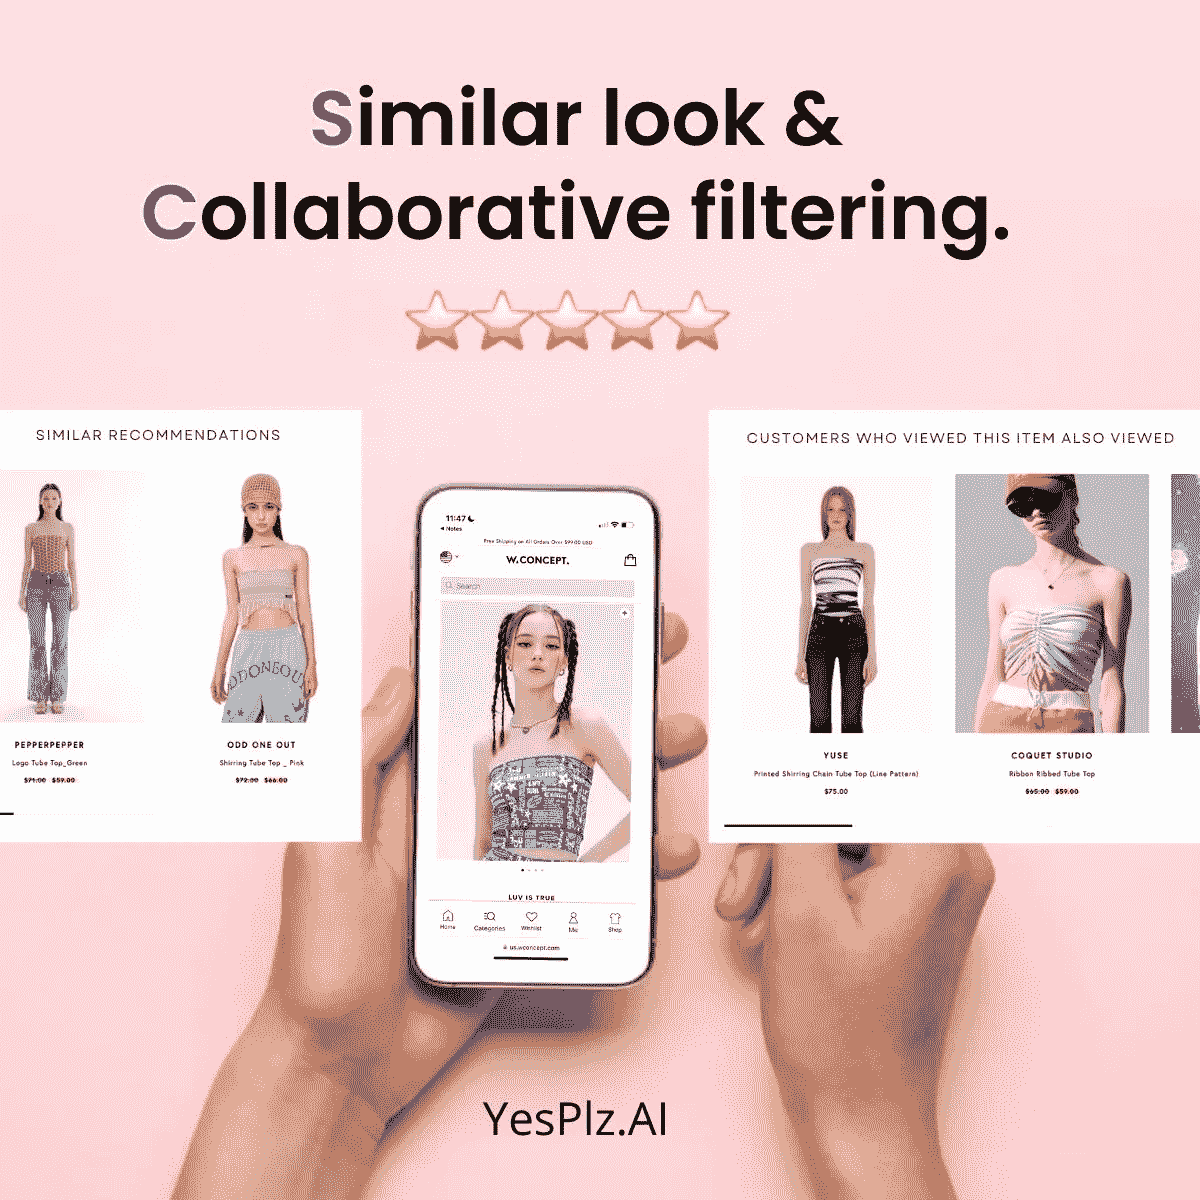 Similar look &
Collaborative filtering.
SIMILAR RECOMMENDATIONS
PEPPERPEPPER
Logo Tube Top_Green
$71.00 $59.00
ODD ONE OUT
Shirring Tube Top _ Pink
$72.00 $66.00
DDONEOU
11:47
Notes
Free Shipping on All Orders Over $99.00 USD
W.CONCEPT.
Search
LUV IS TRUE
Home
Categories
Wishlist
Me
Shop
us.wconcept.com
CUSTOMERS WHO VIEWED THIS ITEM ALSO VIEWED
YUSE
Printed Shirring Chain Tube Top (Line Pattern)
$75.00
COQUET STUDIO
Ribbon Ribbed Tube Top
$65.00 $59.00
YesPlz.AI